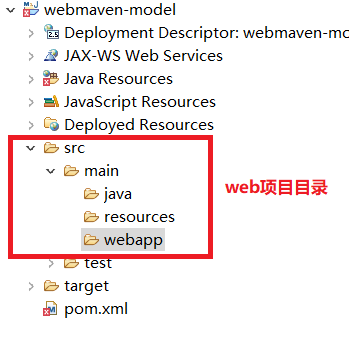 webmaven-model
Deployment Descriptor: webmaven-mo
JAX-WS Web Services
Java Resources
JavaScript Resources
Deployed Resources
src
main
java
web项目目录
resources
webapp
test
target
pom.xml